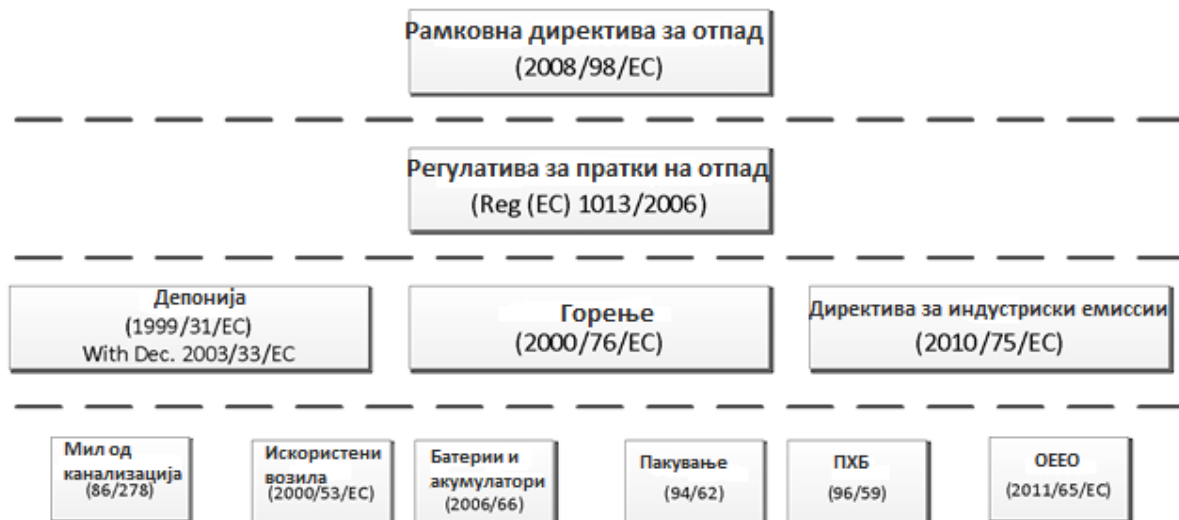 Рамковна директива за отпад
(2008/98/EC)
Регулатива за пратки на отпад
(Reg (EC) 1013/2006)
Депонија
(1999/31/EC)
With Dec. 2003/33/EC
Горење
(2000/76/EC)
Директива за индустриски емиссии
(2010/75/EC)
Мил од
канализација
(86/278)
Искористени
возила
(2000/53/EC)
Батерии и
акумулатори
(2006/66)
Пакување
(94/62)
ПХБ
(96/59)
ОЕЕО
(2011/65/EC)